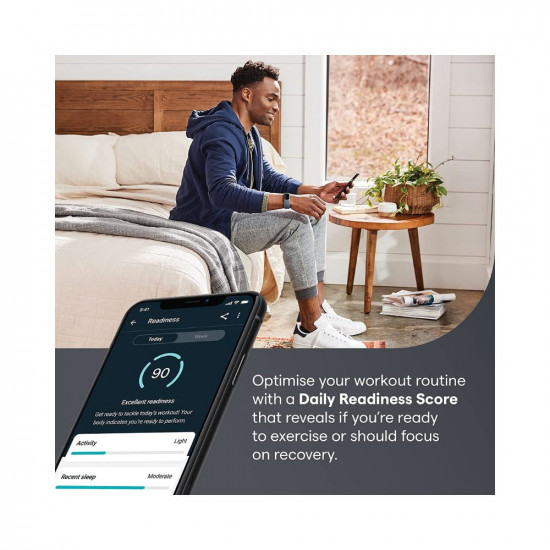 9:41
Readiness
Today
Week
90
Excellent readiness
Get ready to tackle today's workout! Your
body indicates you're ready to perform.
Activity
Light
Recent sleep
Moderate
Optimise your workout routine
with a Daily Readiness Score
that reveals if you're ready
to exercise or should focus
on recovery.